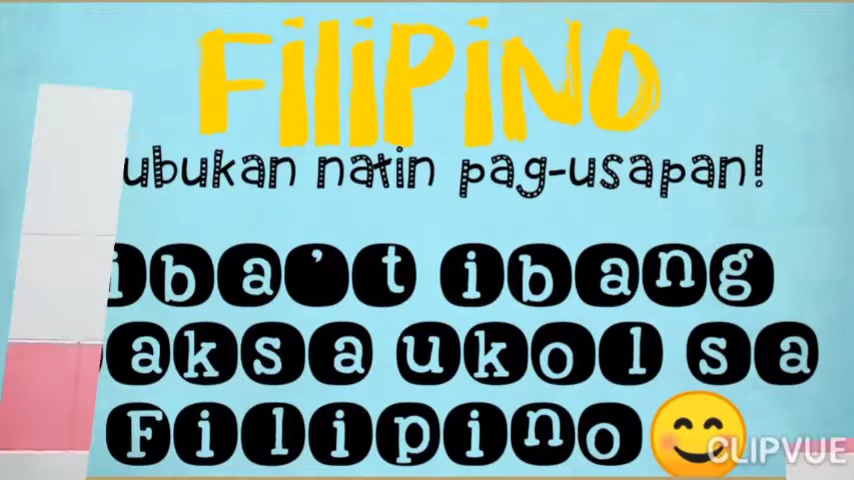 FiliPiNO
ubukan natin pag-usapan!
iba't ibang
aksa ukol sa
Filipino
CLIPVUE